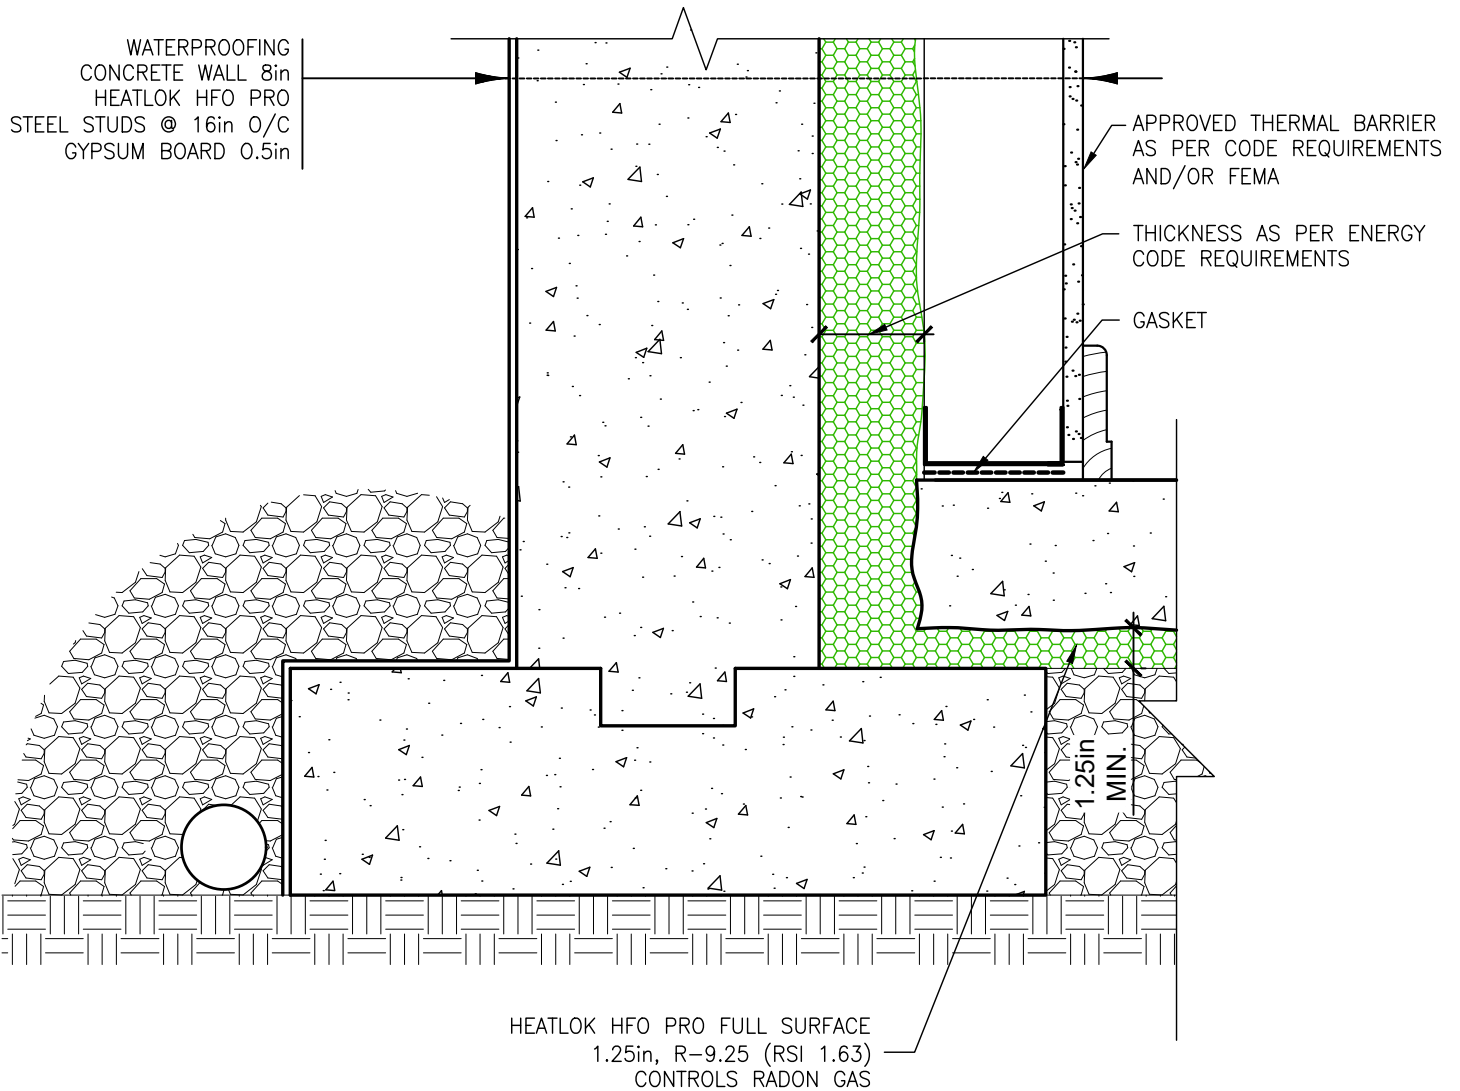 WATERPROOFING
CONCRETE WALL 8in
HEATLOK HFO PRO
STEEL STUDS @ 16in O/C
GYPSUM BOARD 0.5in
APPROVED THERMAL BARRIER
AS PER CODE REQUIREMENTS
AND/OR FEMA
THICKNESS AS PER ENERGY
CODE REQUIREMENTS
GASKET
1.25in
MIN.
HEATLOK HFO PRO FULL SURFACE
1.25in, R-9.25 (RSI 1.63)
CONTROLS RADON GAS